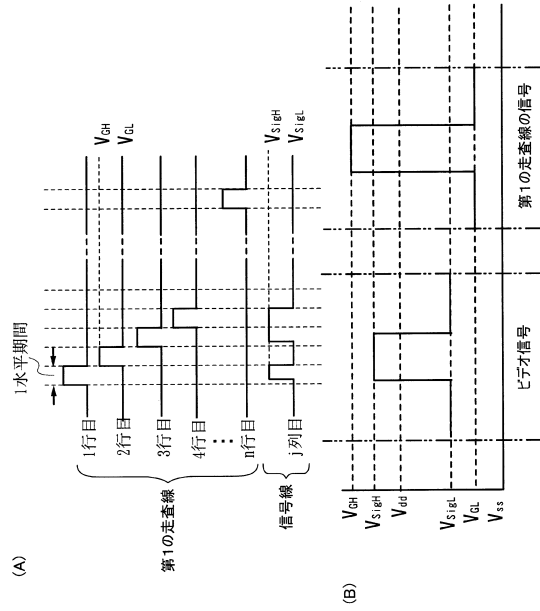 (A)
1水平期間
1行目
V_GH
2行目
V_GL
3行目
4行目
⋮
n行目
第1の走査線
j列目
V_SigH
V_SigL
信号線
(B)
V_GH
V_SigH
V_dd
V_SigL
V_GL
V_ss
ビデオ信号
第1の走査線の信号